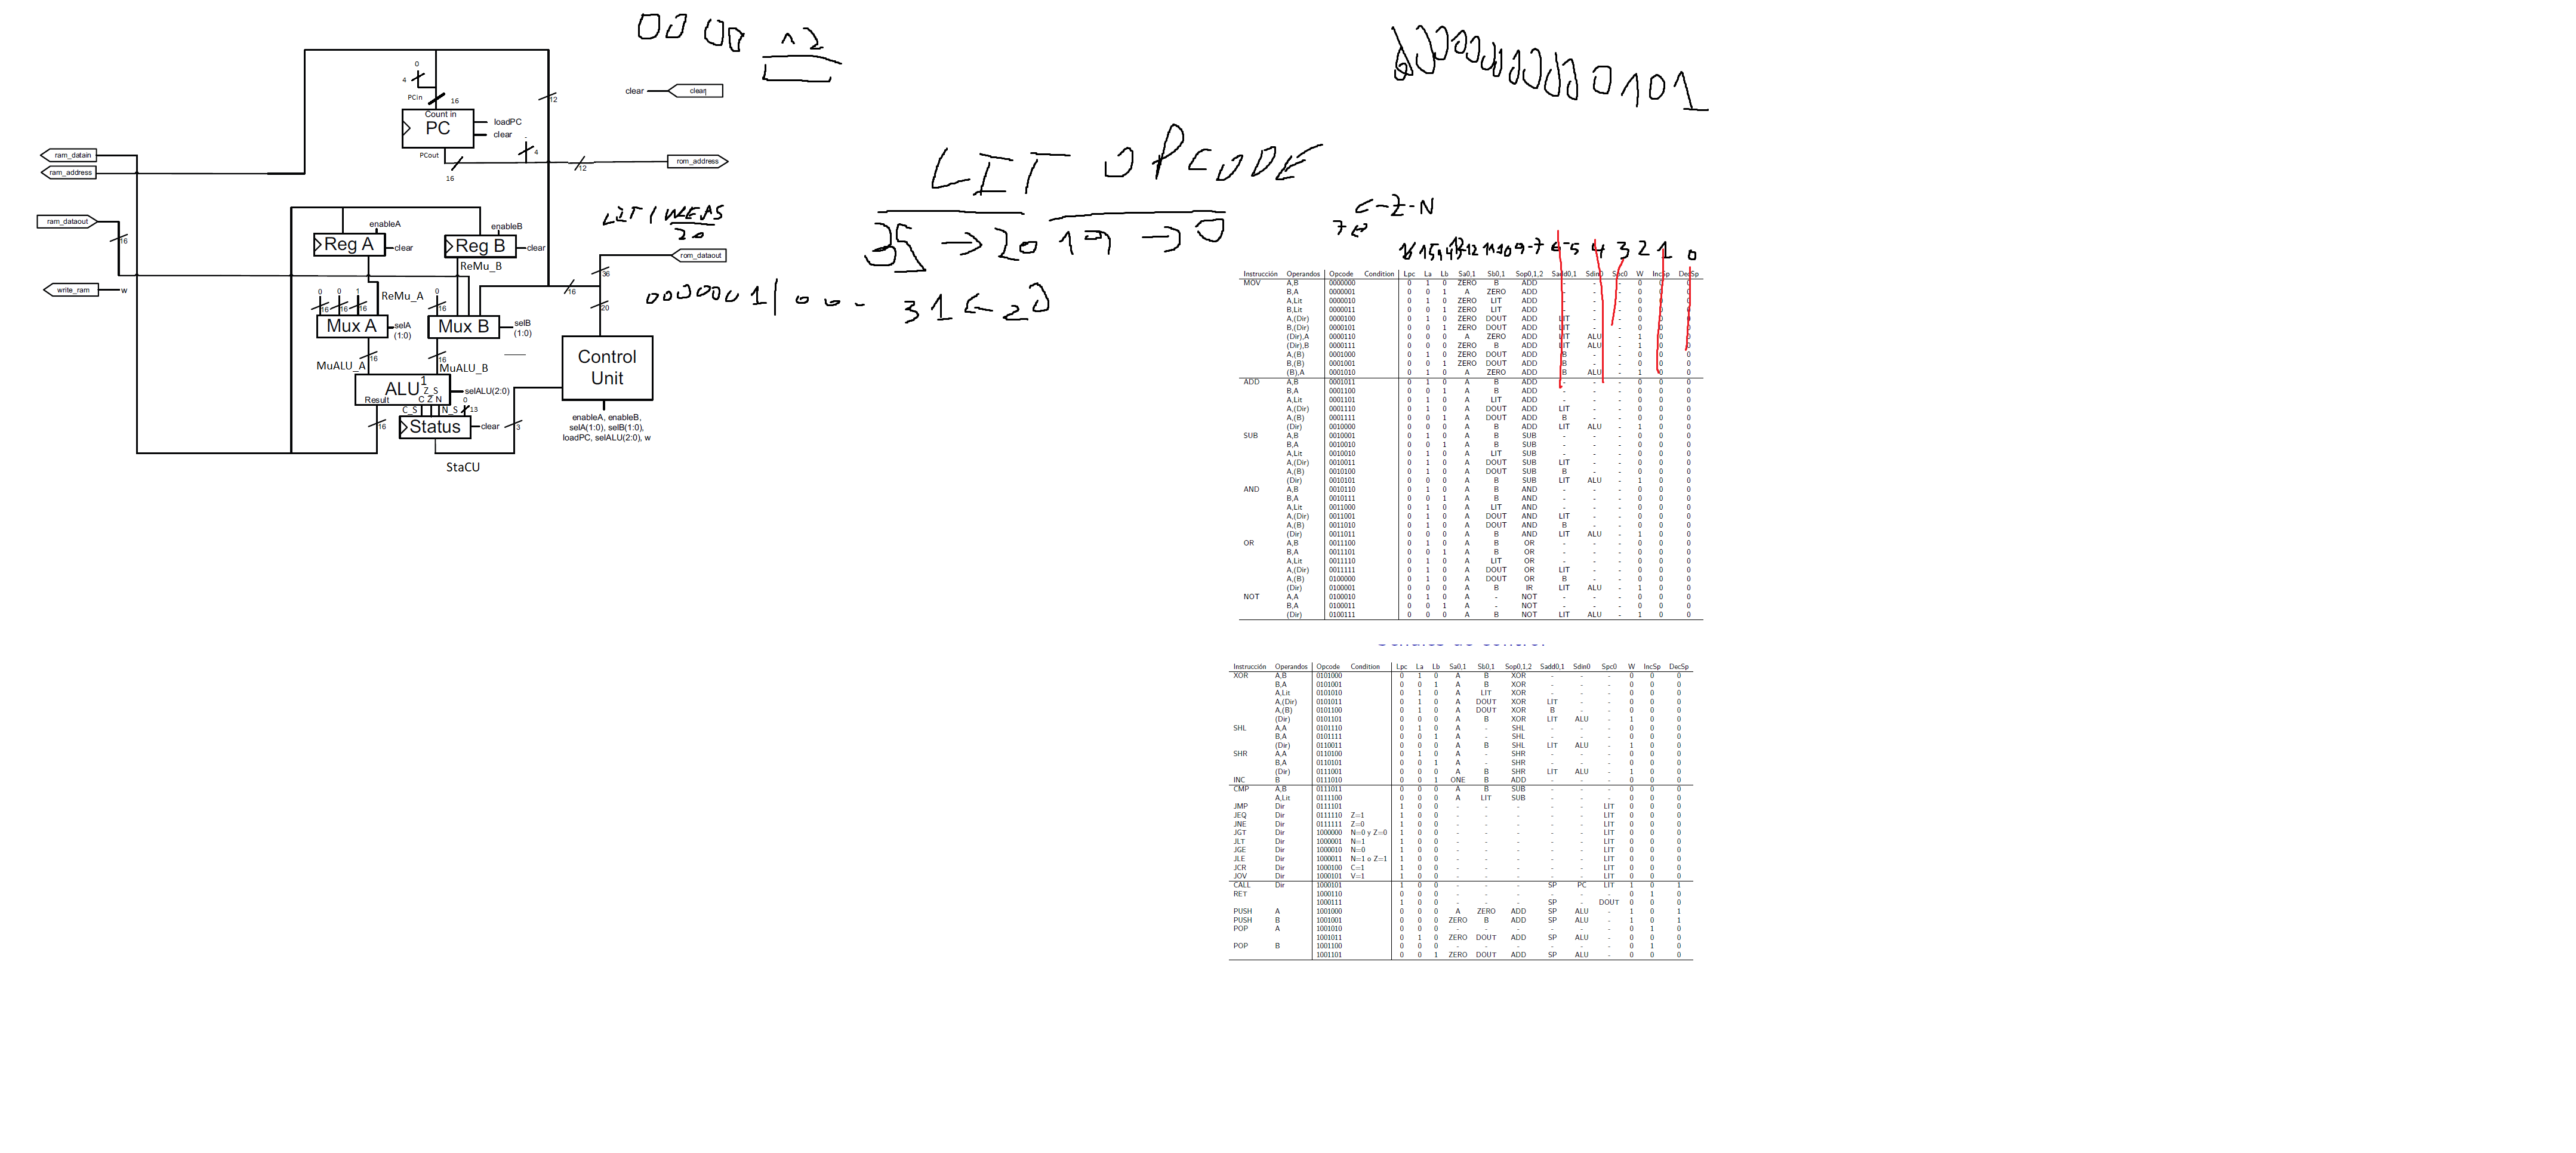 0000 12
000000000000 0101
0
4
PCin
16
12
clear
clear
Count in
PC
loadPC
clear
PCout
4
16
12
rom_address
ram_datain
ram_address
LIT OPCODE
35 → 20 19 → 0
C-Z-N
ram_dataout
16
LIT / WEAS
20
enableA
Reg A
clear
enableB
Reg B
clear
ReMu_B
rom_dataout
36
16
20
write_ram
w
ReMu_A
0 0 1
16 16 16
Mux A
selA
(1:0)
0
16
Mux B
selB
(1:0)
0000001 | 00 - 31 ← 20
16
MuALU_A
16
MuALU_B
Control
Unit
ALU
1
Z_S
selALU(2:0)
Result
C Z N
0
C_S
N_S
13
16
Status
clear
3
StaCU
enableA, enableB,
selA(1:0), selB(1:0),
loadPC, selALU(2:0), w
16 15 14 13-12 11-10 9-7 6-5 4 3 2 1 0
Instrucción Operandos Opcode Condition Lpc La Lb Sa0,1 Sb0,1 Sop0,1,2 Sadd0,1 Sdin0 Spc0 W IncSp DecSp
MOV A,B 0000000 0 1 0 ZERO B ADD - - - 0 0 0
B,A 0000001 0 0 1 A ZERO ADD - - - 0 0 0
A,Lit 0000010 0 1 0 ZERO LIT ADD - - - 0 0 0
B,Lit 0000011 0 0 1 ZERO LIT ADD - - - 0 0 0
A,(Dir) 0000100 0 1 0 ZERO DOUT ADD LIT - - 0 0 0
B,(Dir) 0000101 0 0 1 ZERO DOUT ADD LIT - - 0 0 0
(Dir),A 0000110 0 0 0 A ZERO ADD LIT ALU - 1 0 0
(Dir),B 0000111 0 0 0 ZERO B ADD LIT ALU - 1 0 0
A,(B) 0001000 0 1 0 ZERO DOUT ADD B - - 0 0 0
B,(B) 0001001 0 0 1 ZERO DOUT ADD B - - 0 0 0
(B),A 0001010 0 1 0 A ZERO ADD B ALU - 1 0 0
ADD A,B 0001011 0 1 0 A B ADD - - - 0 0 0
B,A 0001100 0 0 1 A B ADD - - - 0 0 0
A,Lit 0001101 0 1 0 A LIT ADD - - - 0 0 0
A,(Dir) 0001110 0 1 0 A DOUT ADD LIT - - 0 0 0
A,(B) 0001111 0 0 1 A DOUT ADD B - - 0 0 0
(Dir) 0010000 0 0 0 A B ADD LIT ALU - 1 0 0
SUB A,B 0010001 0 1 0 A B SUB - - - 0 0 0
B,A 0010010 0 0 1 A B SUB - - - 0 0 0
A,Lit 0010010 0 1 0 A LIT SUB - - - 0 0 0
A,(Dir) 0010011 0 1 0 A DOUT SUB LIT - - 0 0 0
A,(B) 0010100 0 1 0 A DOUT SUB B - - 0 0 0
(Dir) 0010101 0 0 0 A B SUB LIT ALU - 1 0 0
AND A,B 0010110 0 1 0 A B AND - - - 0 0 0
B,A 0010111 0 0 1 A B AND - - - 0 0 0
A,Lit 0011000 0 1 0 A LIT AND - - - 0 0 0
A,(Dir) 0011001 0 1 0 A DOUT AND LIT - - 0 0 0
A,(B) 0011010 0 1 0 A DOUT AND B - - 0 0 0
(Dir) 0011011 0 0 0 A B AND LIT ALU - 1 0 0
OR A,B 0011100 0 1 0 A B OR - - - 0 0 0
B,A 0011101 0 0 1 A B OR - - - 0 0 0
A,Lit 0011110 0 1 0 A LIT OR - - - 0 0 0
A,(Dir) 0011111 0 1 0 A DOUT OR LIT - - 0 0 0
A,(B) 0100000 0 1 0 A DOUT OR B - - 0 0 0
(Dir) 0100001 0 0 0 A B IR LIT ALU - 1 0 0
NOT A,A 0100010 0 1 0 A - NOT - - - 0 0 0
B,A 0100011 0 0 1 A - NOT - - - 0 0 0
(Dir) 0100111 0 0 0 A B NOT LIT ALU - 1 0 0
Instrucción Operandos Opcode Condition Lpc La Lb Sa0,1 Sb0,1 Sop0,1,2 Sadd0,1 Sdin0 Spc0 W IncSp DecSp
XOR A,B 0101000 0 1 0 A B XOR - - - 0 0 0
B,A 0101001 0 0 1 A B XOR - - - 0 0 0
A,Lit 0101010 0 1 0 A LIT XOR - - - 0 0 0
A,(Dir) 0101011 0 1 0 A DOUT XOR LIT - - 0 0 0
A,(B) 0101100 0 1 0 A DOUT XOR B - - 0 0 0
(Dir) 0101101 0 0 0 A B XOR LIT ALU - 1 0 0
SHL A,A 0101110 0 1 0 A - SHL - - - 0 0 0
B,A 0101111 0 0 1 A - SHL - - - 0 0 0
(Dir) 0110011 0 0 0 A B SHL LIT ALU - 1 0 0
SHR A,A 0110100 0 1 0 A - SHR - - - 0 0 0
B,A 0110101 0 0 1 A - SHR - - - 0 0 0
(Dir) 0111001 0 0 0 A B SHR LIT ALU - 1 0 0
INC B 0111010 0 0 1 ONE B ADD - - - 0 0 0
CMP A,B 0111011 0 0 0 A B SUB - - - 0 0 0
A,Lit 0111100 0 0 0 A LIT SUB - - - 0 0 0
JMP Dir 0111101 1 0 0 - - - - - LIT 0 0 0
JEQ Dir 0111110 Z=1 1 0 0 - - - - - LIT 0 0 0
JNE Dir 0111111 Z=0 1 0 0 - - - - - LIT 0 0 0
JGT Dir 1000000 N=0 y Z=0 1 0 0 - - - - - LIT 0 0 0
JLT Dir 1000001 N=1 1 0 0 - - - - - LIT 0 0 0
JGE Dir 1000010 N=0 1 0 0 - - - - - LIT 0 0 0
JLE Dir 1000011 N=1 o Z=1 1 0 0 - - - - - LIT 0 0 0
JCR Dir 1000100 C=1 1 0 0 - - - - - LIT 0 0 0
JOV Dir 1000101 V=1 1 0 0 - - - - - LIT 0 0 0
CALL Dir 1000101 1 0 0 - - - SP PC LIT 1 0 1
RET 1000110 0 0 0 - - - - - - 0 1 0
1000111 1 0 0 - - - SP - DOUT 0 0 0
PUSH A 1001000 0 0 0 A ZERO ADD SP ALU - 1 0 1
PUSH B 1001001 0 0 0 ZERO B ADD SP ALU - 1 0 1
POP A 1001010 0 0 0 - - - - - - 0 1 0
1001011 0 1 0 ZERO DOUT ADD SP ALU - 0 0 0
POP B 1001100 0 0 0 - - - - - - 0 1 0
1001101 0 0 1 ZERO DOUT ADD SP ALU - 0 0 0